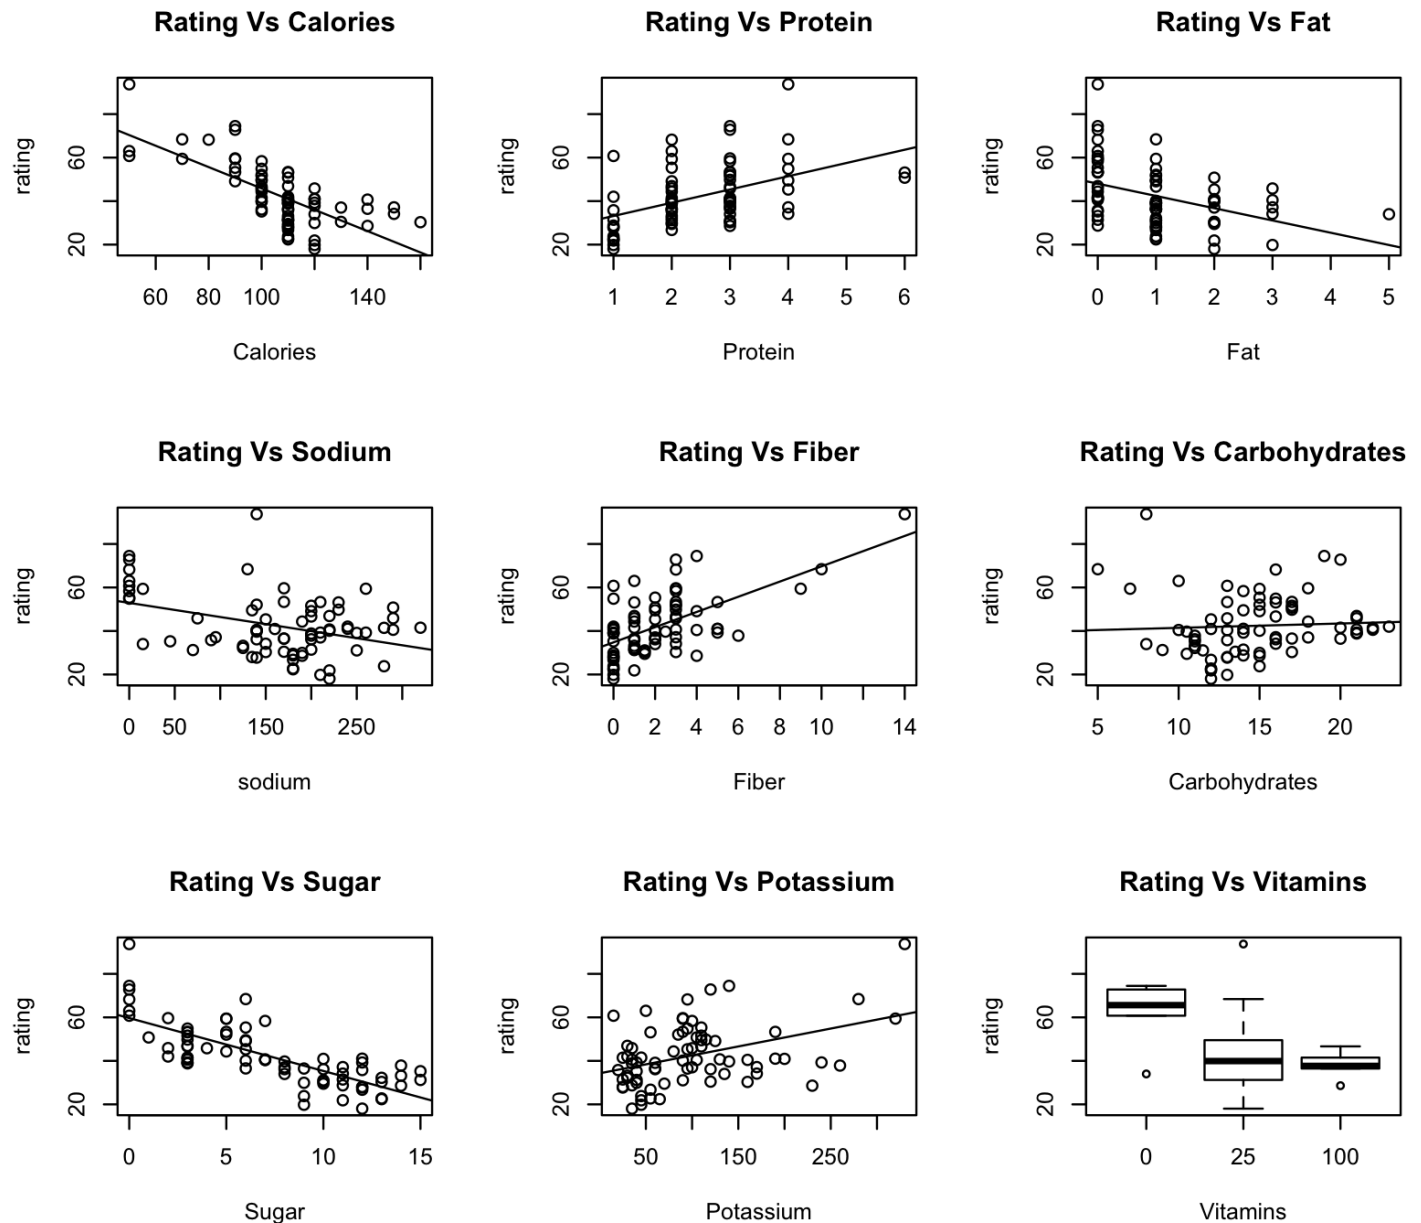 Rating Vs Calories
rating
20 60
60 80 100 140
Calories
Rating Vs Protein
rating
20 60
1 2 3 4 5 6
Protein
Rating Vs Fat
rating
20 60
0 1 2 3 4 5
Fat
Rating Vs Sodium
rating
20 60
0 50 150 250
sodium
Rating Vs Fiber
rating
20 60
0 2 4 6 8 10 14
Fiber
Rating Vs Carbohydrates
rating
20 60
5 10 15 20
Carbohydrates
Rating Vs Sugar
rating
20 60
0 5 10 15
Sugar
Rating Vs Potassium
rating
20 60
50 150 250
Potassium
Rating Vs Vitamins
rating
20 60
0 25 100
Vitamins